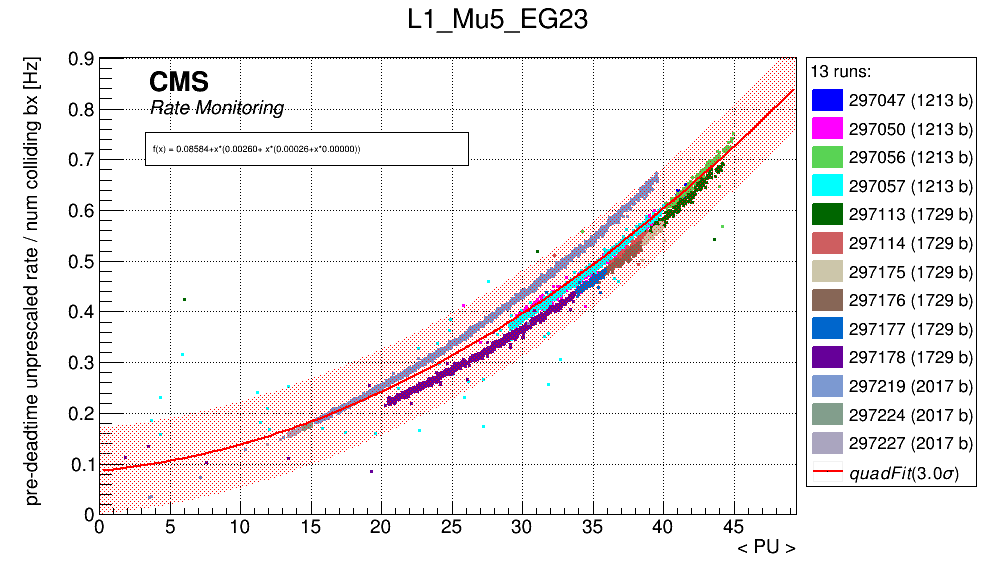 L1_Mu5_EG23
pre-deadtime unprescaled rate / num colliding bx [Hz]
0.9
0.8
0.7
0.6
0.5
0.4
0.3
0.2
0.1
0
CMS
Rate Monitoring
f(x) = 0.08584+x*(0.00260+ x*(0.00026+x*0.00000))
0 5 10 15 20 25 30 35 40 45
< PU >
13 runs:
297047 (1213 b)
297050 (1213 b)
297056 (1213 b)
297057 (1213 b)
297113 (1729 b)
297114 (1729 b)
297175 (1729 b)
297176 (1729 b)
297177 (1729 b)
297178 (1729 b)
297219 (2017 b)
297224 (2017 b)
297227 (2017 b)
quadFit(3.0σ)